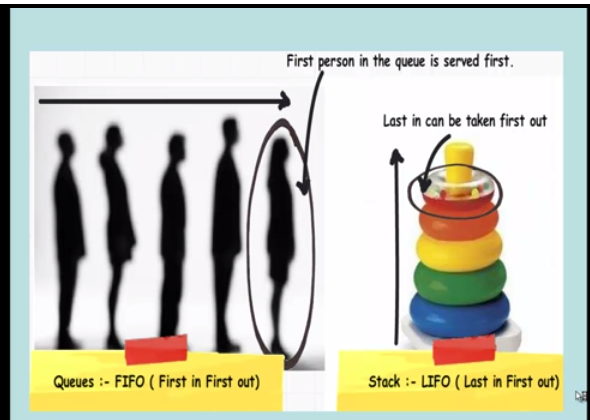 First person in the queue is served first.
Last in can be taken first out
Queues :- FIFO ( First in First out)
Stack :- LIFO ( Last in First out)